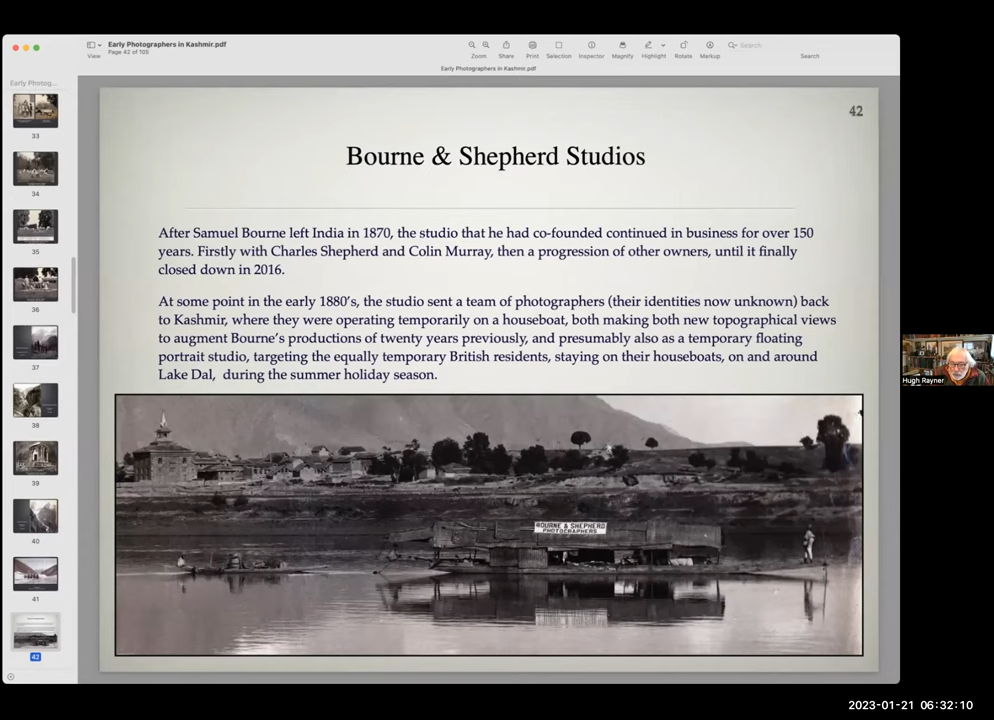 Early Photographers in Kashmir.pdf
Page 42 of 105
View
Zoom
Share
Print
Selection
Inspector
Magnify
Highlight
Rotate
Markup
Search
Search
Early Photographers in Kashmir.pdf
Early Photog...
33
34
35
36
37
38
39
40
41
42
42
Bourne & Shepherd Studios
After Samuel Bourne left India in 1870, the studio that he had co-founded continued in business for over 150
years. Firstly with Charles Shepherd and Colin Murray, then a progression of other owners, until it finally
closed down in 2016.
At some point in the early 1880's, the studio sent a team of photographers (their identities now unknown) back
to Kashmir, where they were operating temporarily on a houseboat, both making both new topographical views
to augment Bourne's productions of twenty years previously, and presumably also as a temporary floating
portrait studio, targeting the equally temporary British residents, staying on their houseboats, on and around
Lake Dal, during the summer holiday season.
BOURNE & SHEPHERD
PHOTOGRAPHERS
Hugh Rayner
2023-01-21 06:32:10